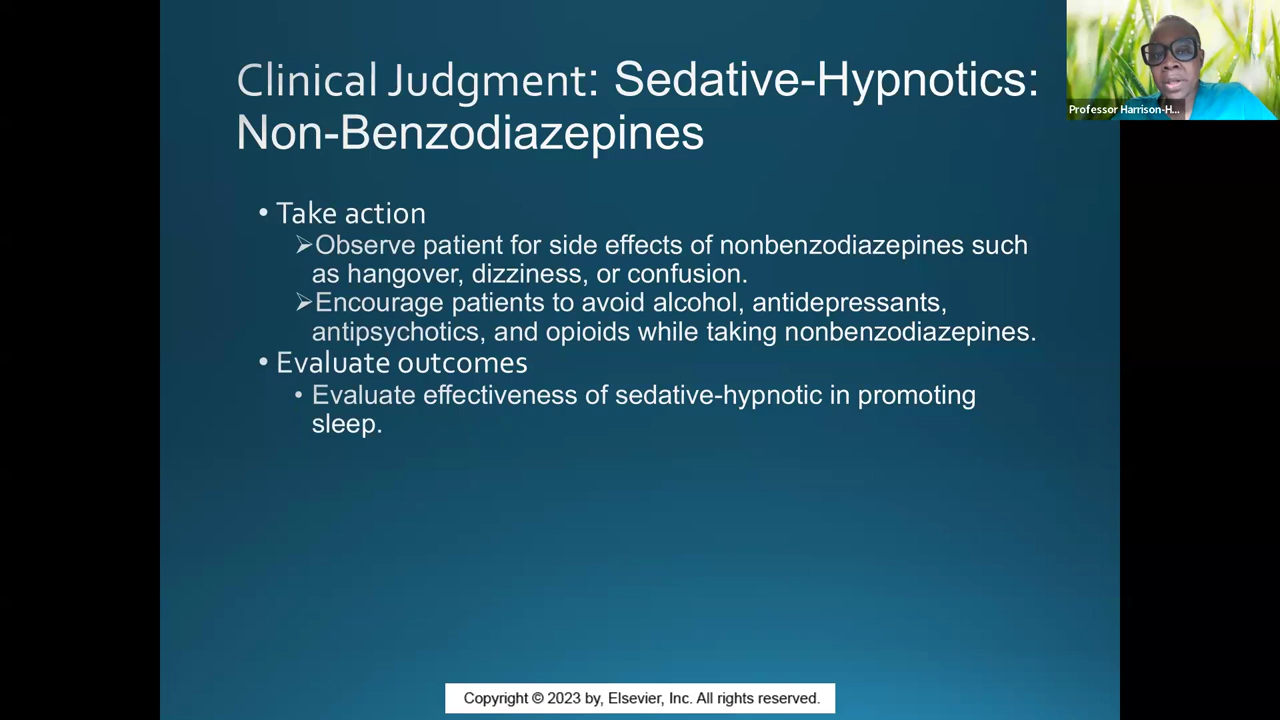 Clinical Judgment: Sedative-Hypnotics:
Non-Benzodiazepines
Professor Harrison-H...
• Take action
➢Observe patient for side effects of nonbenzodiazepines such
as hangover, dizziness, or confusion.
➢Encourage patients to avoid alcohol, antidepressants,
antipsychotics, and opioids while taking nonbenzodiazepines.
• Evaluate outcomes
• Evaluate effectiveness of sedative-hypnotic in promoting
sleep.
Copyright © 2023 by, Elsevier, Inc. All rights reserved.